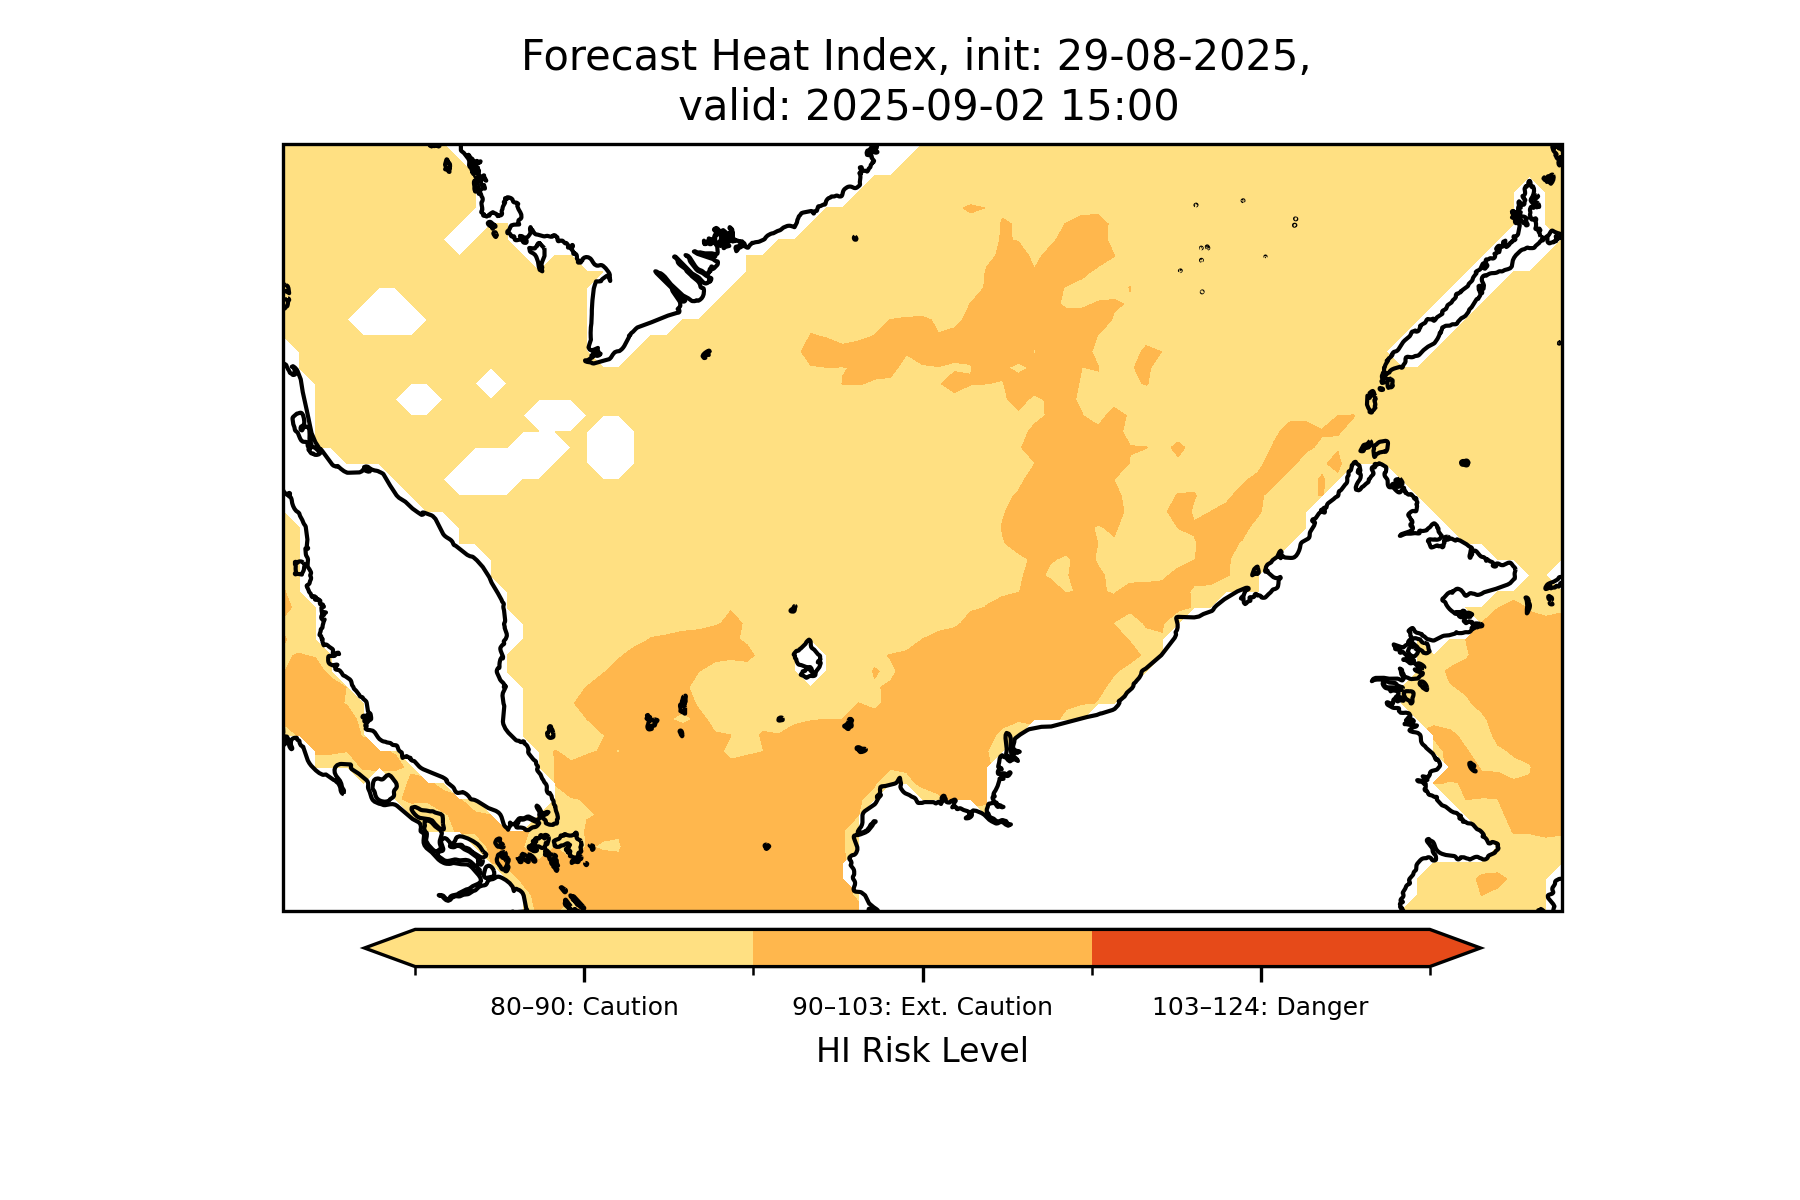 Forecast Heat Index, init: 29-08-2025,
valid: 2025-09-02 15:00
80–90: Caution
90–103: Ext. Caution
103–124: Danger
HI Risk Level